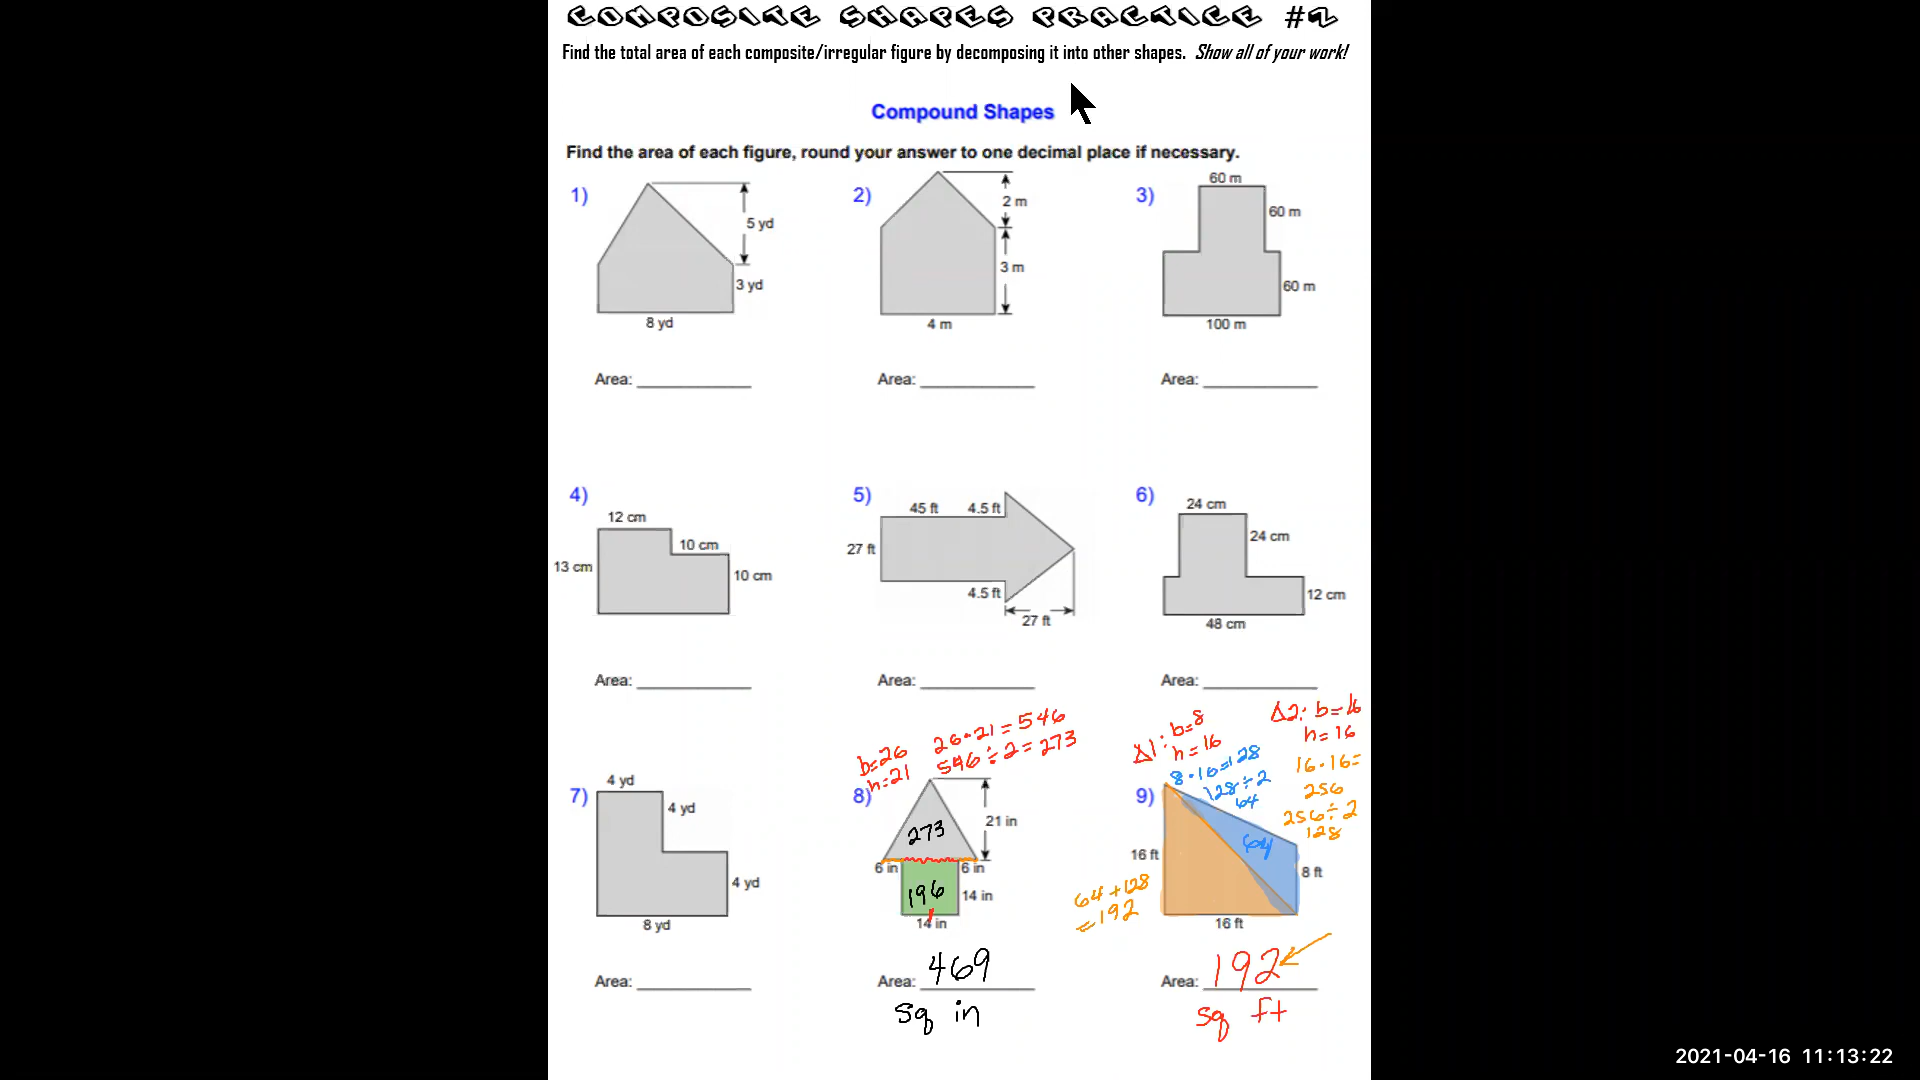 COMPOSITE SHAPES PRACTICE #2
Find the total area of each composite/irregular figure by decomposing it into other shapes. Show all of your work!
Compound Shapes
Find the area of each figure, round your answer to one decimal place if necessary.
1)
5 yd
3 yd
8 yd
Area:
2)
2 m
3 m
4 m
Area:
3)
60 m
60 m
60 m
100 m
Area:
4)
12 cm
10 cm
13 cm
10 cm
Area:
5)
45 ft
4.5 ft
27 ft
4.5 ft
27 ft
Area:
6)
24 cm
24 cm
12 cm
48 cm
Area:
7)
4 yd
4 yd
4 yd
8 yd
Area:
8)
b=26
h=21
26•21=546
546÷2=273
21 in
273
6 in
6 in
196
14 in
14 in
Area: 469
sq in
9)
Δ1: b=8
h=16
8•16=128
128÷2
64
Δ2: b=16
h=16
16•16=
256
256÷2
128
64
16 ft
8 ft
64+128
=192
16 ft
Area: 192
sq ft
2021-04-16 11:13:22